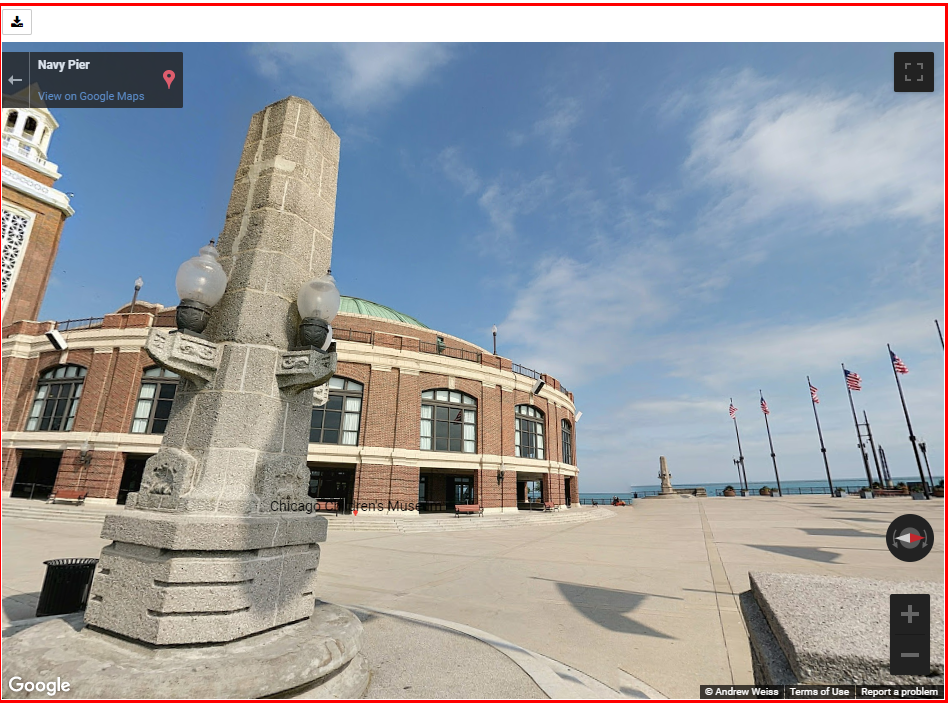 Navy Pier
View on Google Maps
Chicago Children's Museum
Google
© Andrew Weiss Terms of Use Report a problem